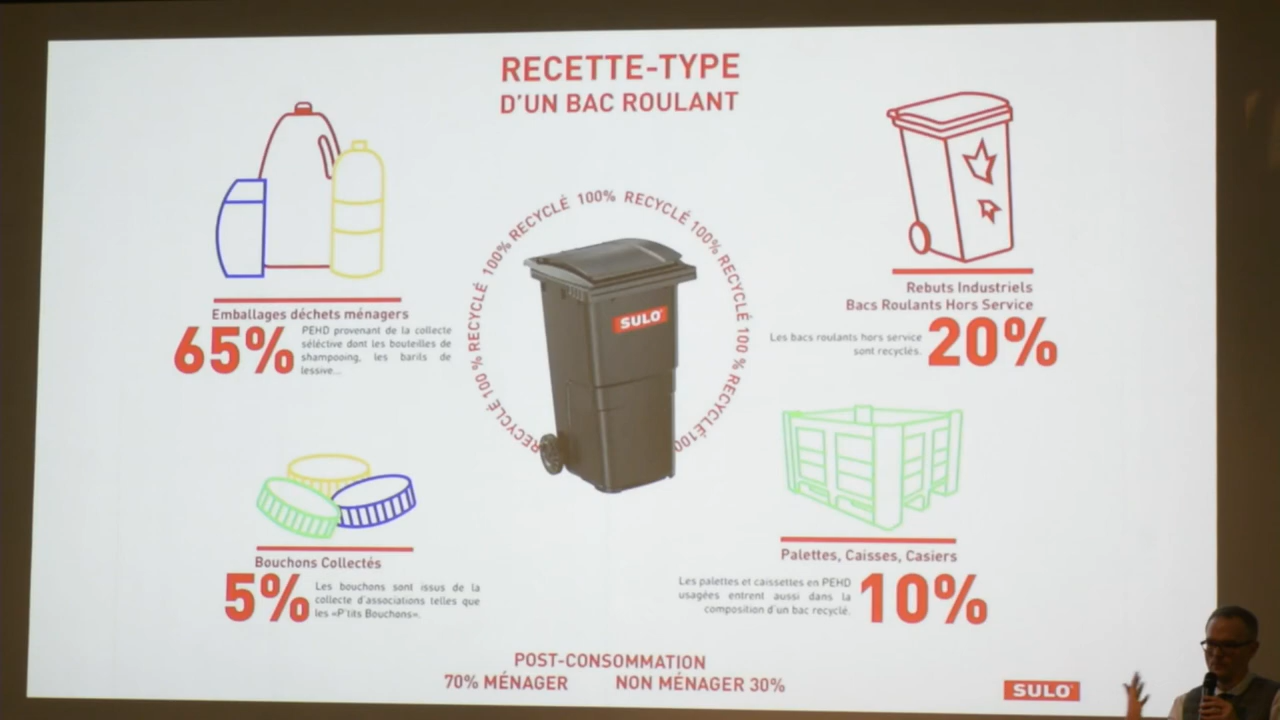 RECETTE-TYPE
D'UN BAC ROULANT
RECYCLÉ 100 % RECYCLÉ 100% RECYCLÉ 100% RECYCLÉ 100% RECYCLÉ 100 % RECYCLÉ 100
SULO
Emballages déchets ménagers
65%
PEHD provenant de la collecte
séléctive dont les bouteilles de
shampooing, les barils de
lessive...
Rebuts Industriels
Bacs Roulants Hors Service
Les bacs roulants hors service
sont recyclés.
20%
Bouchons Collectés
5%
Les bouchons sont issus de la
collecte d'associations telles que
les «P'tits Bouchons».
Palettes, Caisses, Casiers
Les palettes et caissettes en PEHD
usagées entrent aussi dans la
composition d'un bac recyclé.
10%
POST-CONSOMMATION
70% MÉNAGER NON MÉNAGER 30%
SULO